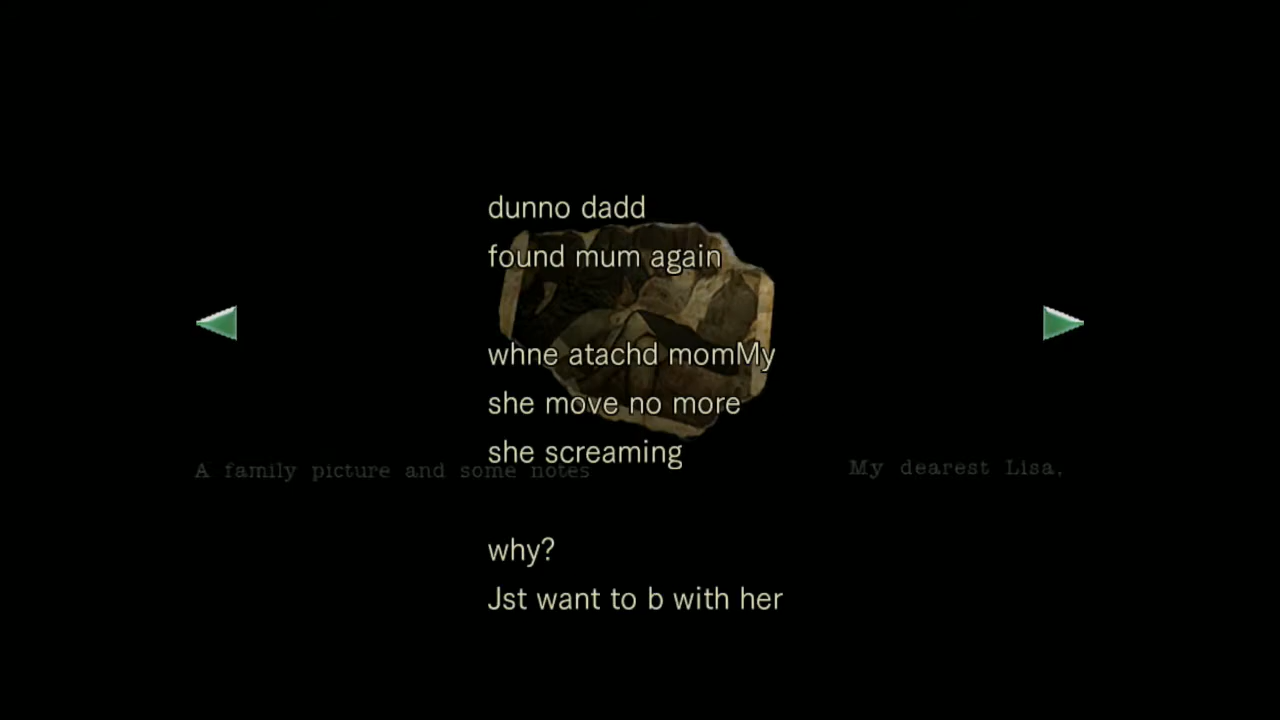 dunno dadd
found mum again
whne atachd momMy
she move no more
she screaming
A family picture and some notes
My dearest Lisa,
why?
Jst want to b with her